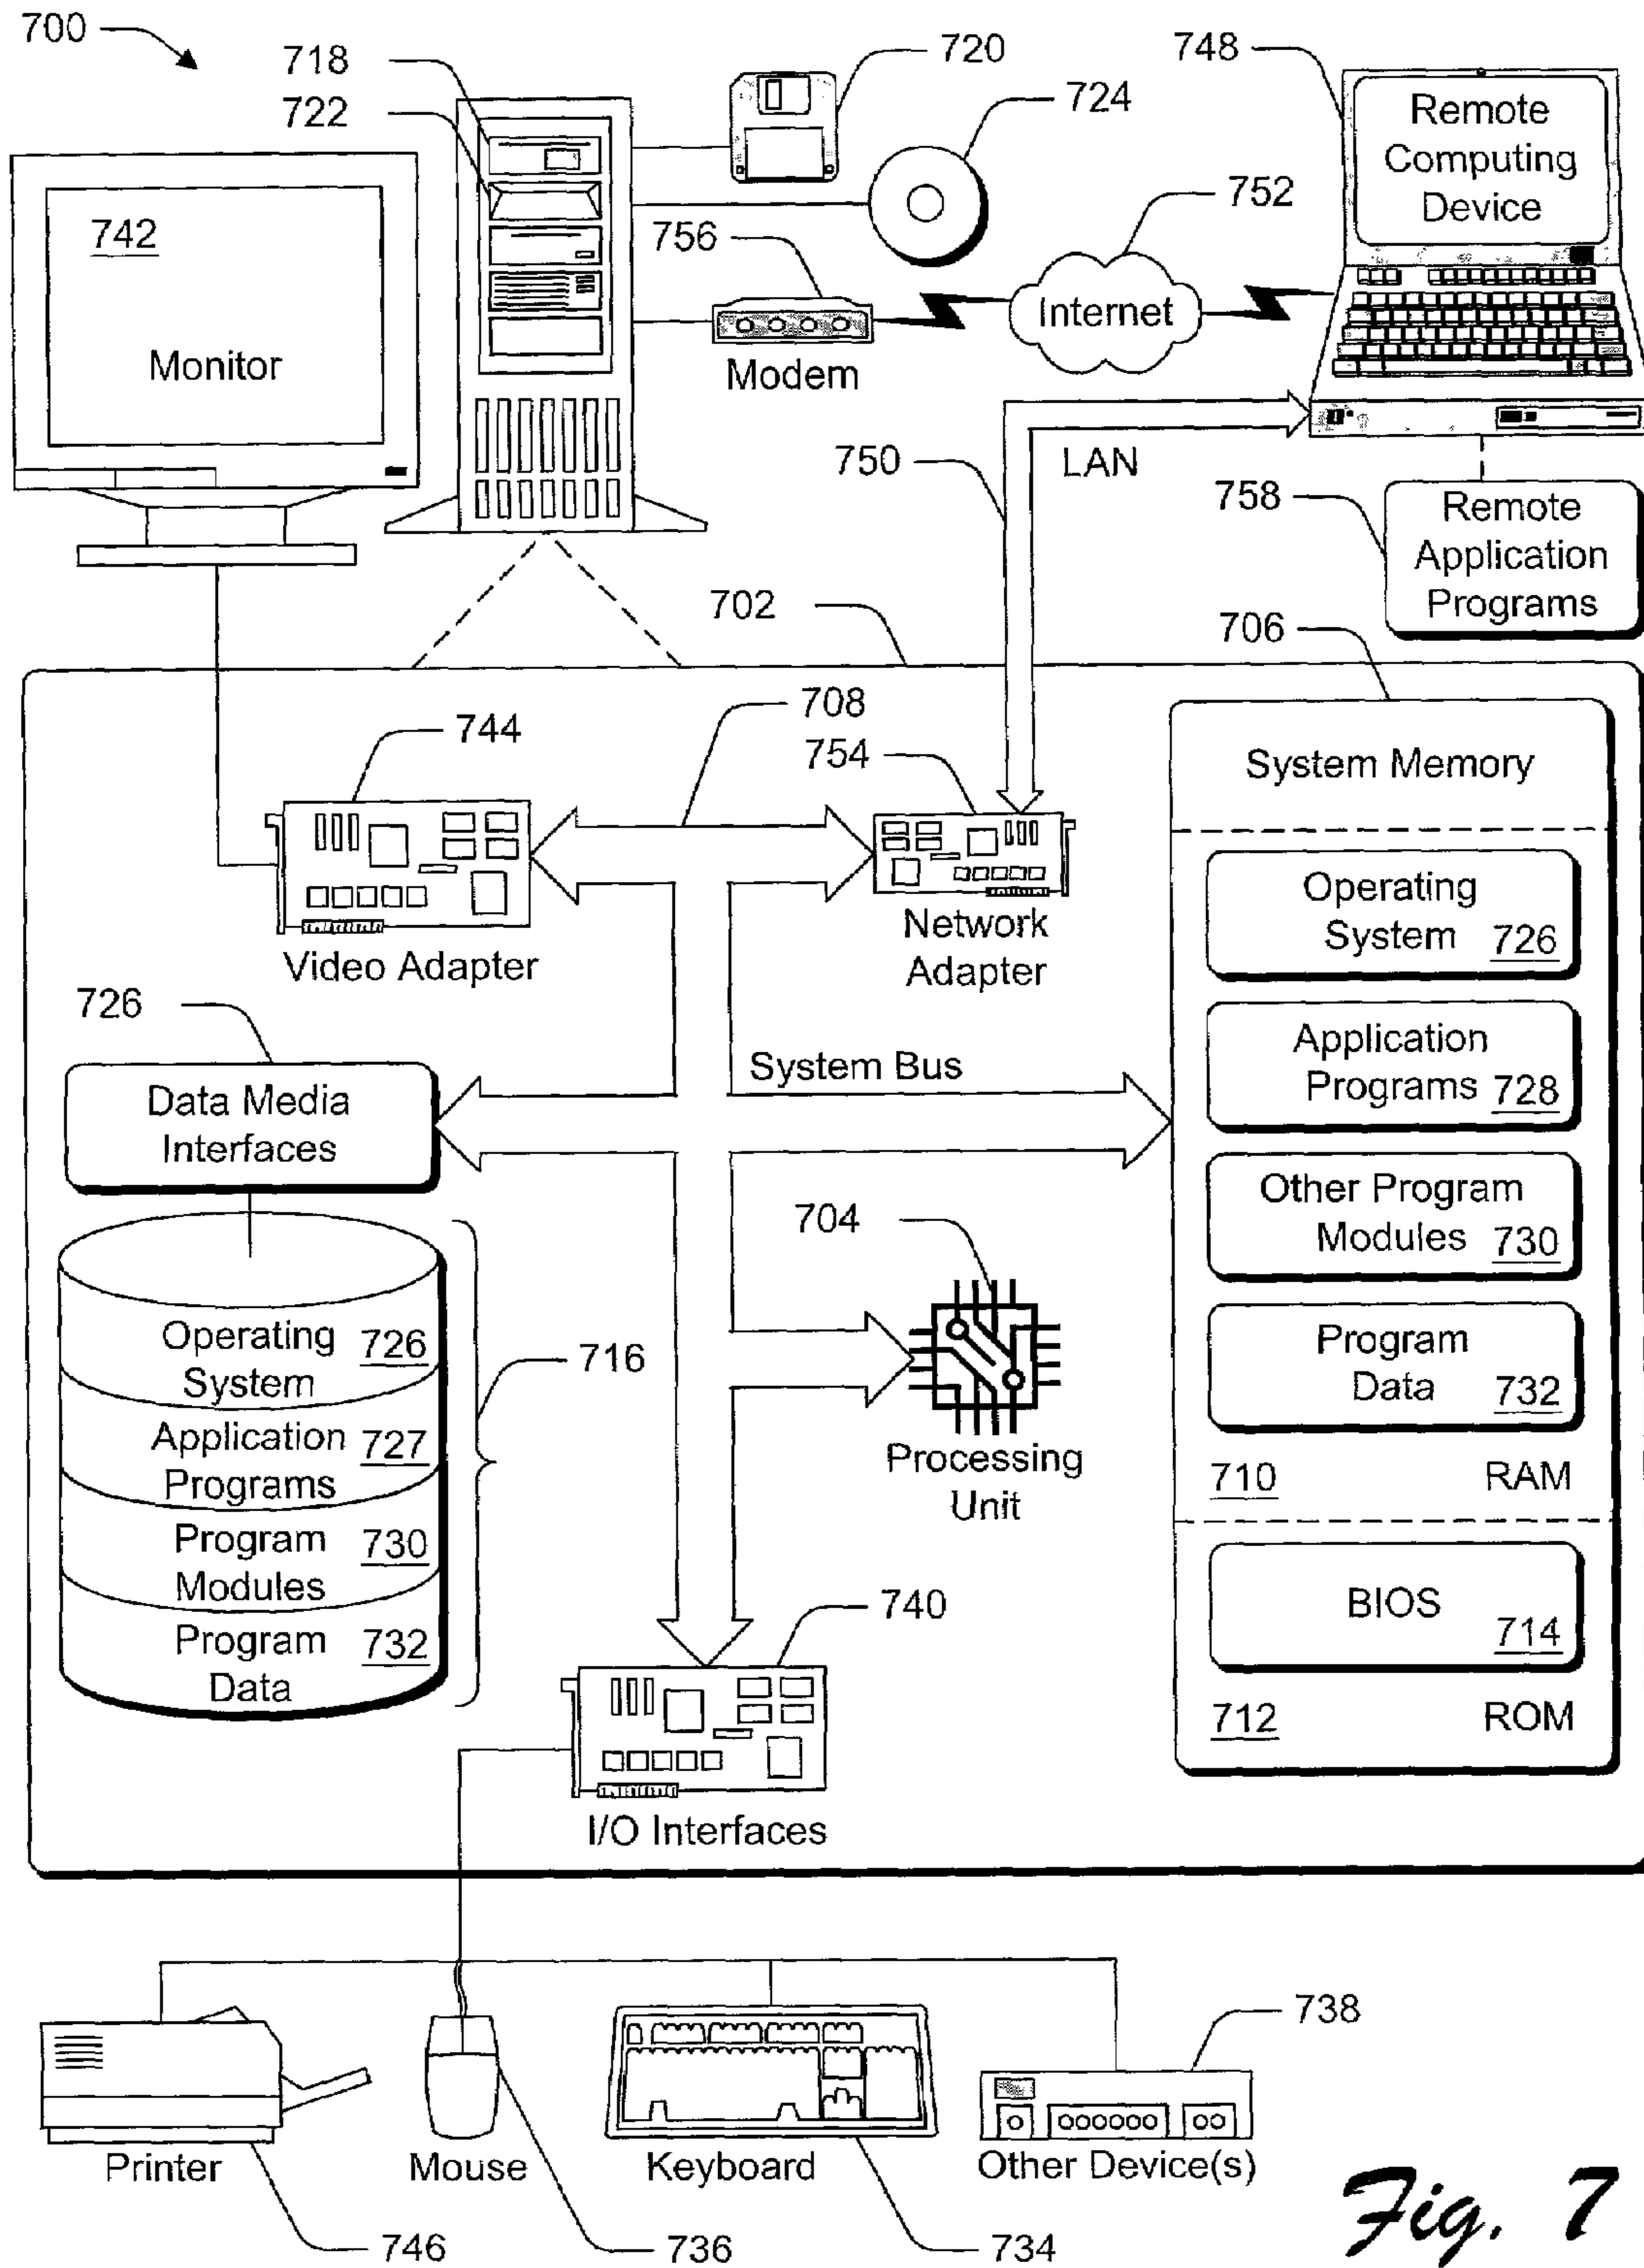 700
718
722
720
724
748
Remote
Computing
Device
742
Monitor
756
Modem
752
Internet
750
LAN
758
Remote
Application
Programs
702
706
744
708
754
System Memory
Video Adapter
Network
Adapter
Operating
System 726
726
Data Media
Interfaces
System Bus
Application
Programs 728
Other Program
Modules 730
704
Processing
Unit
Program
Data 732
710 RAM
Operating
System 726
Application
Programs 727
Program
Modules 730
Program
Data 732
716
BIOS
714
712 ROM
740
I/O Interfaces
738
Printer
Mouse
Keyboard
Other Device(s)
746
736
734
Fig. 7